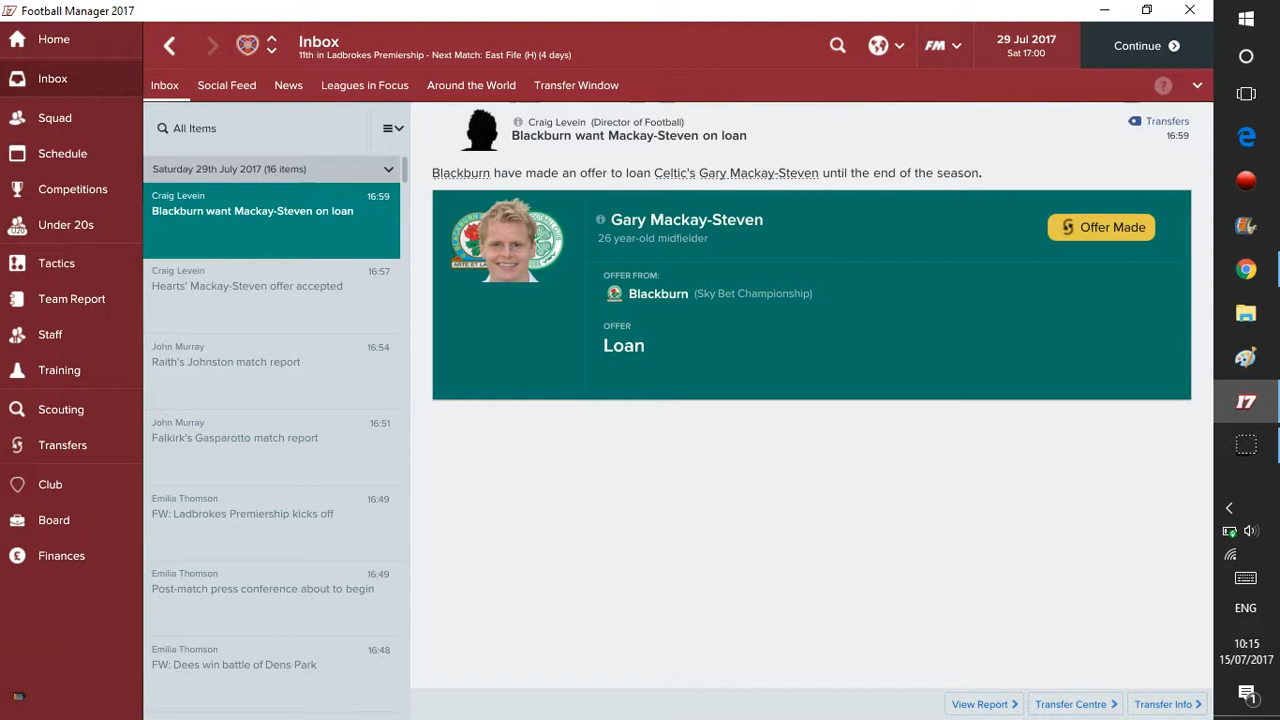 17 Football Manager 2017
Home
Inbox
Squad
Schedule
Competitions
U20
Under 20s
Tactics
Team Report
Staff
Training
Scouting
Transfers
Club
Board
£ Finances
Inbox
11th in Ladbrokes Premiership - Next Match: East Fife (H) (4 days)
FM
29 Jul 2017
Sat 17:00
Continue
Inbox Social Feed News Leagues in Focus Around the World Transfer Window
?
All Items
Saturday 29th July 2017 (16 items)
Craig Levein 16:59
Blackburn want Mackay-Steven on loan
Craig Levein 16:57
Hearts' Mackay-Steven offer accepted
John Murray 16:54
Raith's Johnston match report
John Murray 16:51
Falkirk's Gasparotto match report
Emilia Thomson 16:49
FW: Ladbrokes Premiership kicks off
Emilia Thomson 16:49
Post-match press conference about to begin
Emilia Thomson 16:48
FW: Dees win battle of Dens Park
Craig Levein (Director of Football)
Blackburn want Mackay-Steven on loan
Transfers
16:59
Blackburn have made an offer to loan Celtic's Gary Mackay-Steven until the end of the season.
Gary Mackay-Steven
26 year-old midfielder
Offer Made
OFFER FROM:
Blackburn (Sky Bet Championship)
OFFER
Loan
View Report Transfer Centre Transfer Info
17
ENG
10:15
15/07/2017
1